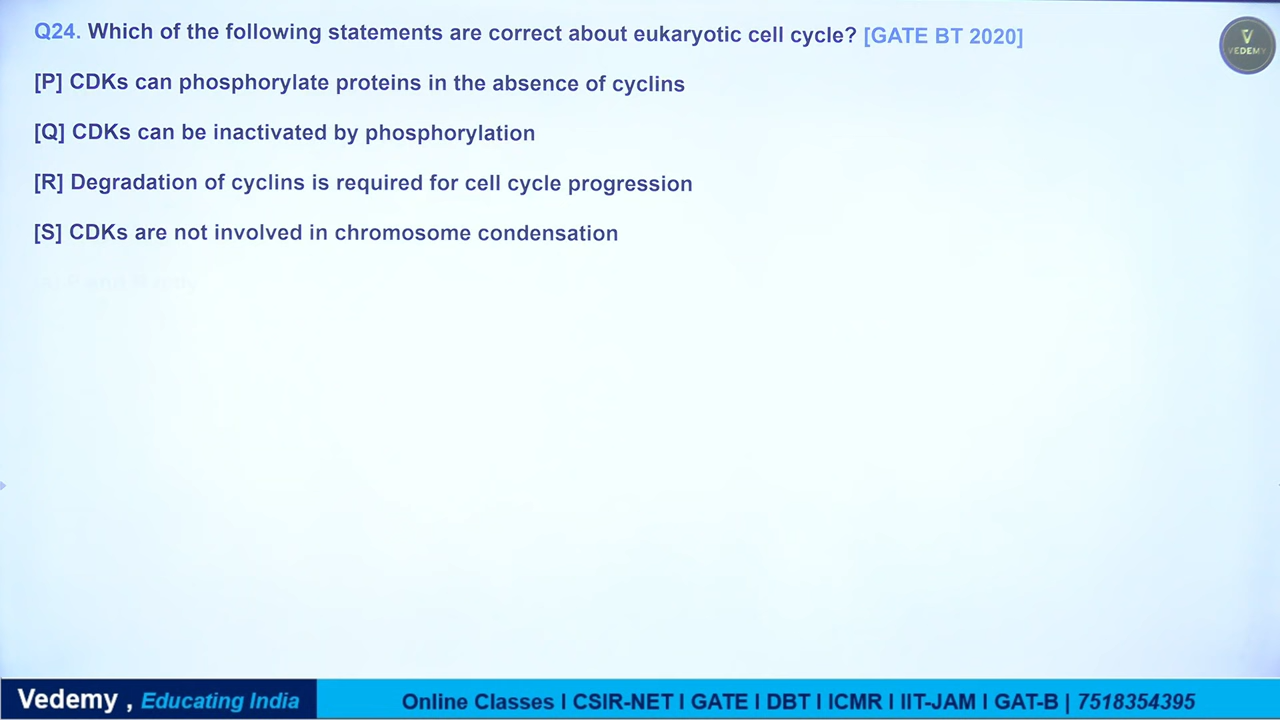 Q24. Which of the following statements are correct about eukaryotic cell cycle? [GATE BT 2020]
V
VEDEMY
[P] CDKs can phosphorylate proteins in the absence of cyclins
[Q] CDKs can be inactivated by phosphorylation
[R] Degradation of cyclins is required for cell cycle progression
[S] CDKs are not involved in chromosome condensation
Vedemy , Educating India
Online Classes I CSIR-NET I GATE I DBT I ICMR I IIT-JAM I GAT-B | 7518354395